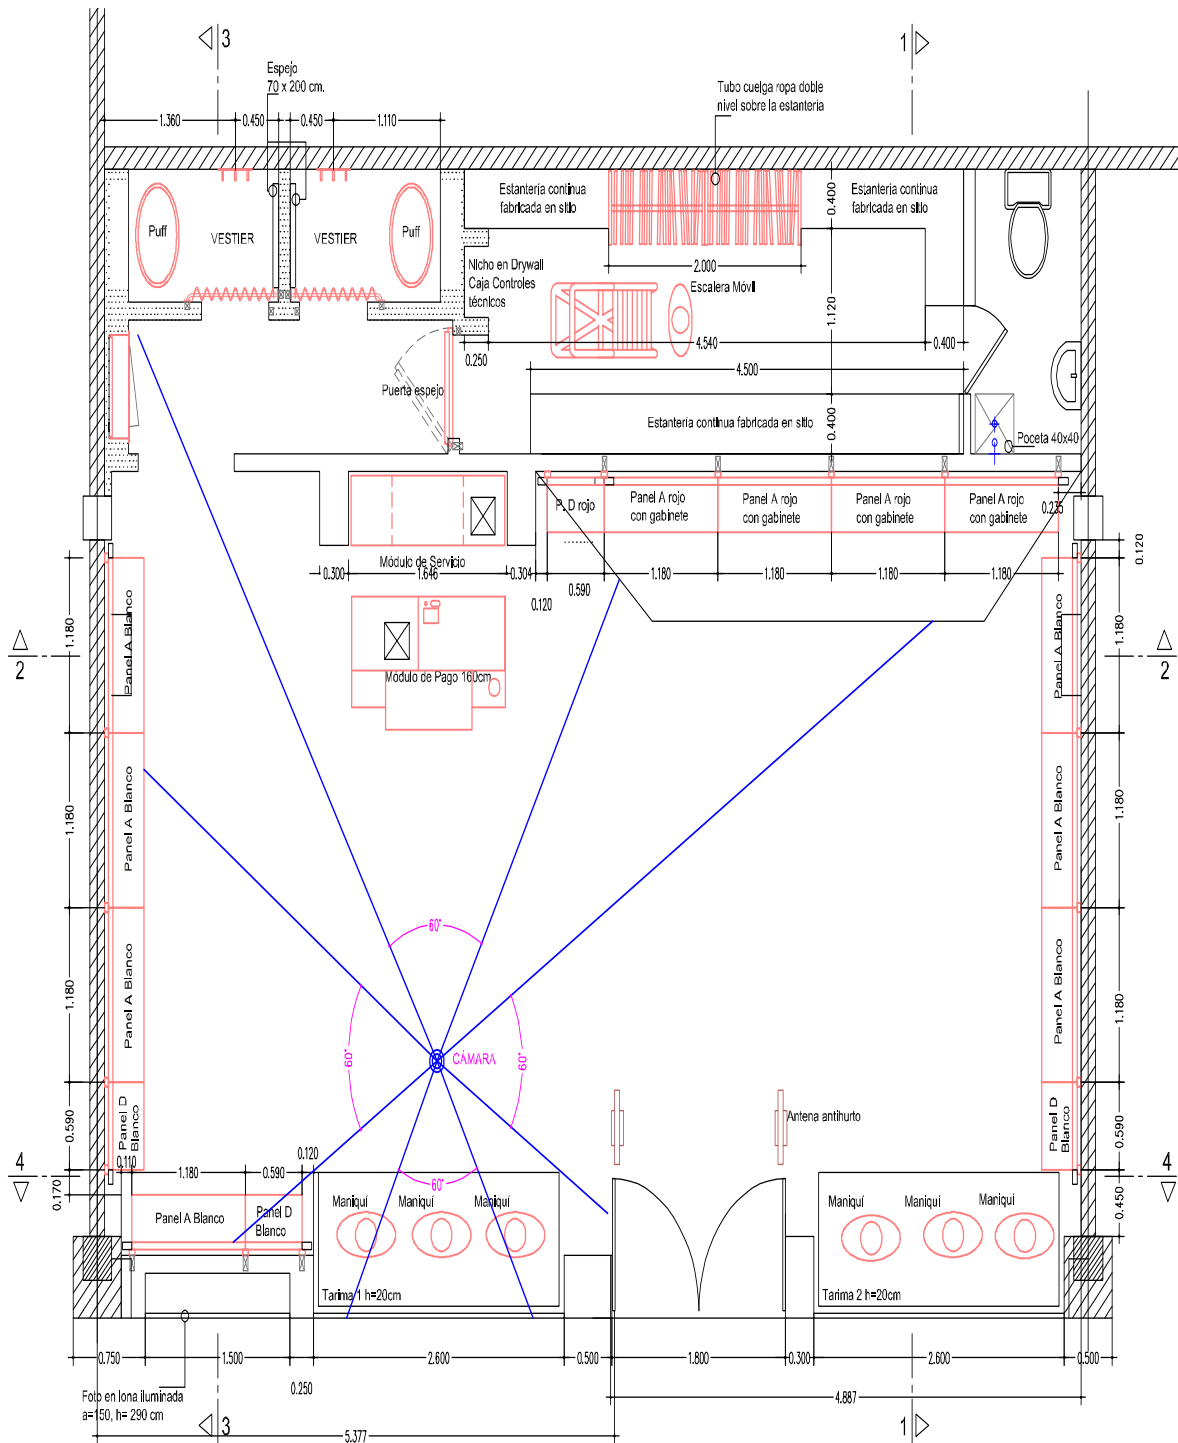 3
1
Espejo
70 x 200 cm.
Tubo cuelga ropa doble
nivel sobre la estantería
1.360
0.450
0.450
1.110
Estantería continua
fabricada en sitio
Estantería continua
fabricada en sitio
0.400
Puff
VESTIER
VESTIER
Puff
Nicho en Drywall
Caja Controles
técnicos
2.000
Escalera Móvil
1.120
4.540
0.250
0.400
4.500
Puerta espejo
Estantería continua fabricada en sitio
0.400
Poceta 40x40
P. D rojo
Panel A rojo
con gabinete
Panel A rojo
con gabinete
Panel A rojo
con gabinete
Panel A rojo
con gabinete
0.235
0.120
Módulo de Servicio
0.300
1.646
0.304
0.590
0.120
1.180
1.180
1.180
1.180
Módulo de Pago 160cm
1.180
Panel A Blanco
Panel A Blanco
1.180
2
2
1.180
Panel A Blanco
Panel A Blanco
1.180
60°
1.180
Panel A Blanco
Panel A Blanco
1.180
60°
CÁMARA
60°
60°
Antena antihurto
0.590
Panel D
Blanco
Panel D
Blanco
0.590
4
4
0.110
1.180
0.590
0.120
0.170
0.450
Panel A Blanco
Panel D
Blanco
Maniquí
Maniquí
Maniquí
Maniquí
Maniquí
Maniquí
Tarima 1 h=20cm
Tarima 2 h=20cm
0.750
1.500
0.250
2.600
0.500
1.800
0.300
2.600
0.500
Foto en lona iluminada
a=150, h= 290 cm
4.887
3
1
5.377